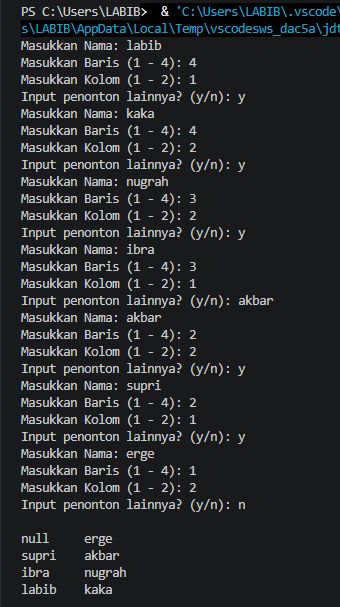 PS C:\Users\LABIB>  & 'C:\Users\LABIB\.vscode\
s\LABIB\AppData\Local\Temp\vscodesws_dac5a\jdt
Masukkan Nama: labib
Masukkan Baris (1 - 4): 4
Masukkan Kolom (1 - 2): 1
Input penonton lainnya? (y/n): y
Masukkan Nama: kaka
Masukkan Baris (1 - 4): 4
Masukkan Kolom (1 - 2): 2
Input penonton lainnya? (y/n): y
Masukkan Nama: nugrah
Masukkan Baris (1 - 4): 3
Masukkan Kolom (1 - 2): 2
Input penonton lainnya? (y/n): y
Masukkan Nama: ibra
Masukkan Baris (1 - 4): 3
Masukkan Kolom (1 - 2): 1
Input penonton lainnya? (y/n): akbar
Masukkan Nama: akbar
Masukkan Baris (1 - 4): 2
Masukkan Kolom (1 - 2): 2
Input penonton lainnya? (y/n): y
Masukkan Nama: supri
Masukkan Baris (1 - 4): 2
Masukkan Kolom (1 - 2): 1
Input penonton lainnya? (y/n): y
Masukkan Nama: erge
Masukkan Baris (1 - 4): 1
Masukkan Kolom (1 - 2): 2
Input penonton lainnya? (y/n): n
null    erge
supri   akbar
ibra    nugrah
labib   kaka